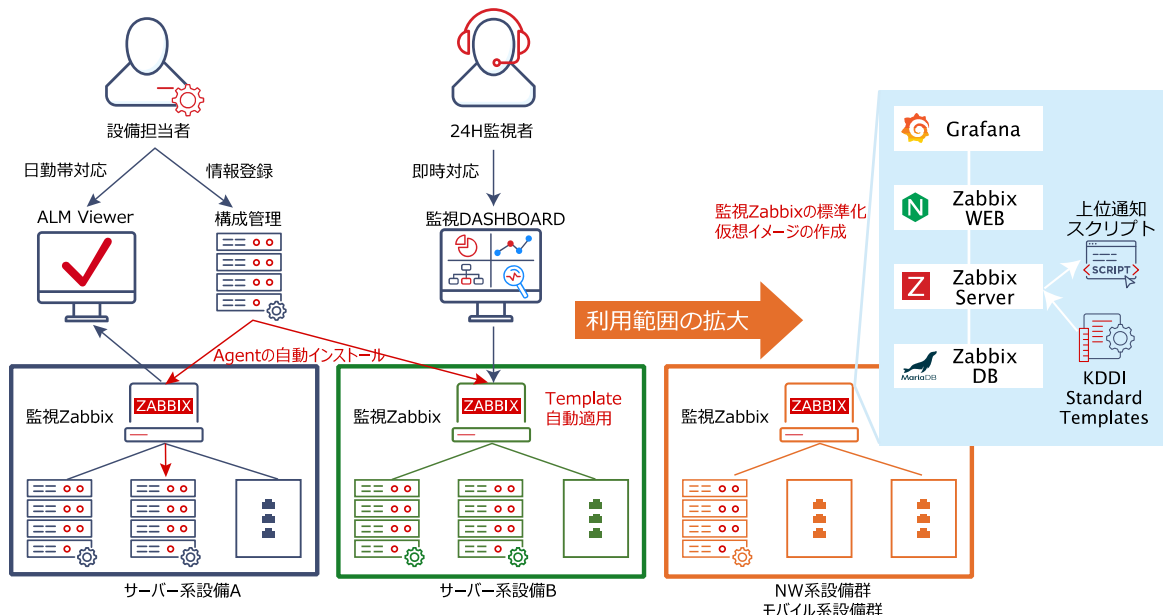 設備担当者
24H監視者
日勤帯対応
情報登録
即時対応
ALM Viewer
構成管理
監視DASHBOARD
Agentの自動インストール
監視Zabbix
ZABBIX
サーバー系設備A
監視Zabbix
ZABBIX
Template
自動適用
サーバー系設備B
利用範囲の拡大
監視Zabbixの標準化
仮想イメージの作成
監視Zabbix
ZABBIX
NW系設備群
モバイル系設備群
Grafana
N
Zabbix
WEB
Z
Zabbix
Server
MariaDB
Zabbix
DB
上位通知
スクリプト
SCRIPT
KDDI
Standard
Templates